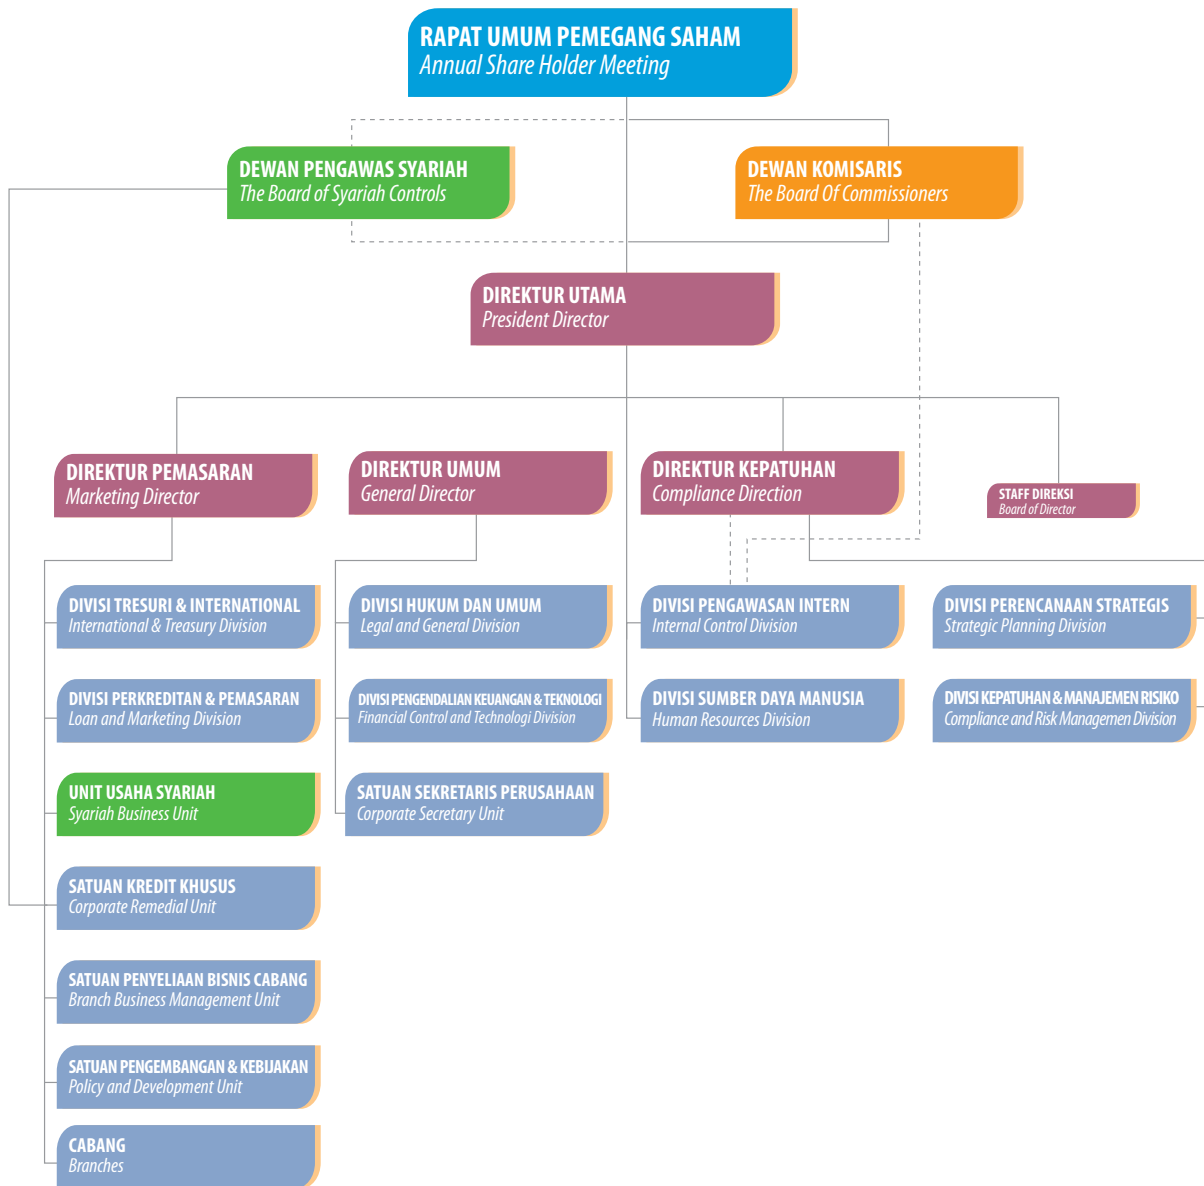 RAPAT UMUM PEMEGANG SAHAM
Annual Share Holder Meeting
DEWAN PENGAWAS SYARIAH
The Board of Syariah Controls
DEWAN KOMISARIS
The Board Of Commissioners
DIREKTUR UTAMA
President Director
DIREKTUR PEMASARAN
Marketing Director
DIREKTUR UMUM
General Director
DIREKTUR KEPATUHAN
Compliance Direction
STAFF DIREKSI
Board of Director
DIVISI TRESURI & INTERNATIONAL
International & Treasury Division
DIVISI HUKUM DAN UMUM
Legal and General Division
DIVISI PENGAWASAN INTERN
Internal Control Division
DIVISI PERENCANAAN STRATEGIS
Strategic Planning Division
DIVISI PERKREDITAN & PEMASARAN
Loan and Marketing Division
DIVISI PENGENDALIAN KEUANGAN & TEKNOLOGI
Financial Control and Technologi Division
DIVISI SUMBER DAYA MANUSIA
Human Resources Division
DIVISI KEPATUHAN & MANAJEMEN RISIKO
Compliance and Risk Managemen Division
UNIT USAHA SYARIAH
Syariah Business Unit
SATUAN SEKRETARIS PERUSAHAAN
Corporate Secretary Unit
SATUAN KREDIT KHUSUS
Corporate Remedial Unit
SATUAN PENYELIAAN BISNIS CABANG
Branch Business Management Unit
SATUAN PENGEMBANGAN & KEBIJAKAN
Policy and Development Unit
CABANG
Branches